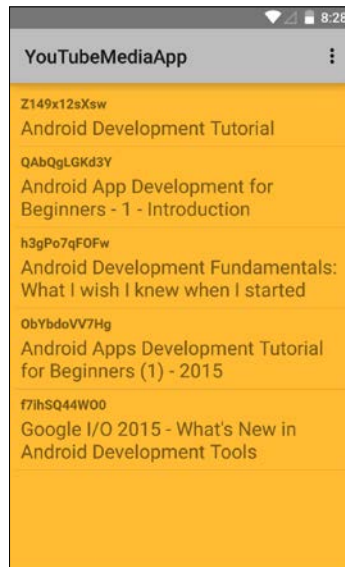 8:28
YouTubeMediaApp
Z149x12sXsw
Android Development Tutorial
QAbQgLGKd3Y
Android App Development for
Beginners - 1 - Introduction
h3gPo7qFOFw
Android Development Fundamentals:
What I wish I knew when I started
ObYbdoVV7Hg
Android Apps Development Tutorial
for Beginners (1) - 2015
f7ihSQ44WO0
Google I/O 2015 - What's New in
Android Development Tools